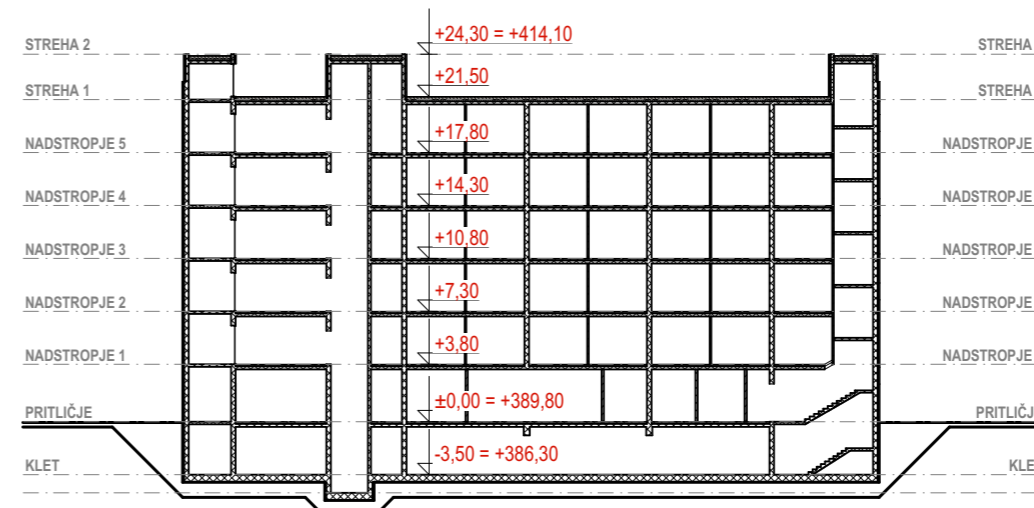 +24,30 = +414,10
STREHA 2 STREHA
+21,50
STREHA 1 STREHA
+17,80
NADSTROPJE 5 NADSTROPJE
+14,30
NADSTROPJE 4 NADSTROPJE
+10,80
NADSTROPJE 3 NADSTROPJE
+7,30
NADSTROPJE 2 NADSTROPJE
+3,80
NADSTROPJE 1 NADSTROPJE
±0,00 = +389,80
PRITLIČJE PRITLIČJ
-3,50 = +386,30
KLET KLE